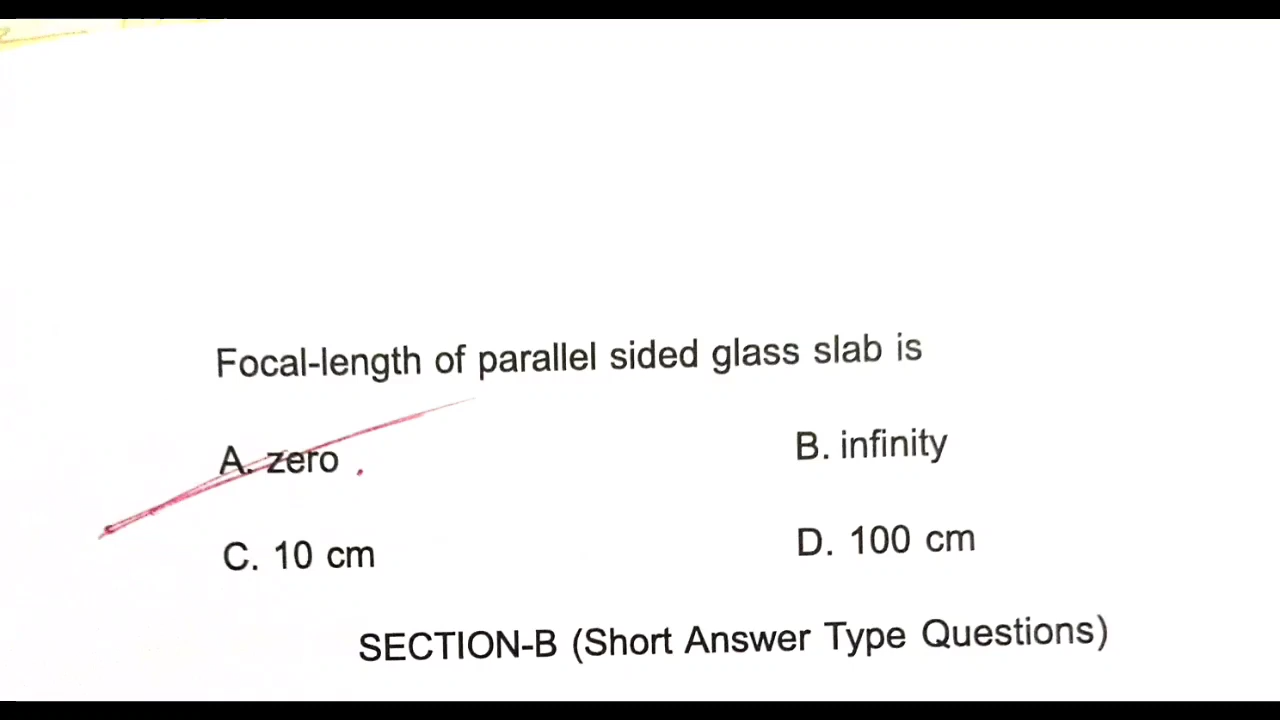 Focal-length of parallel sided glass slab is
A. zero B. infinity
C. 10 cm D. 100 cm
SECTION-B (Short Answer Type Questions)